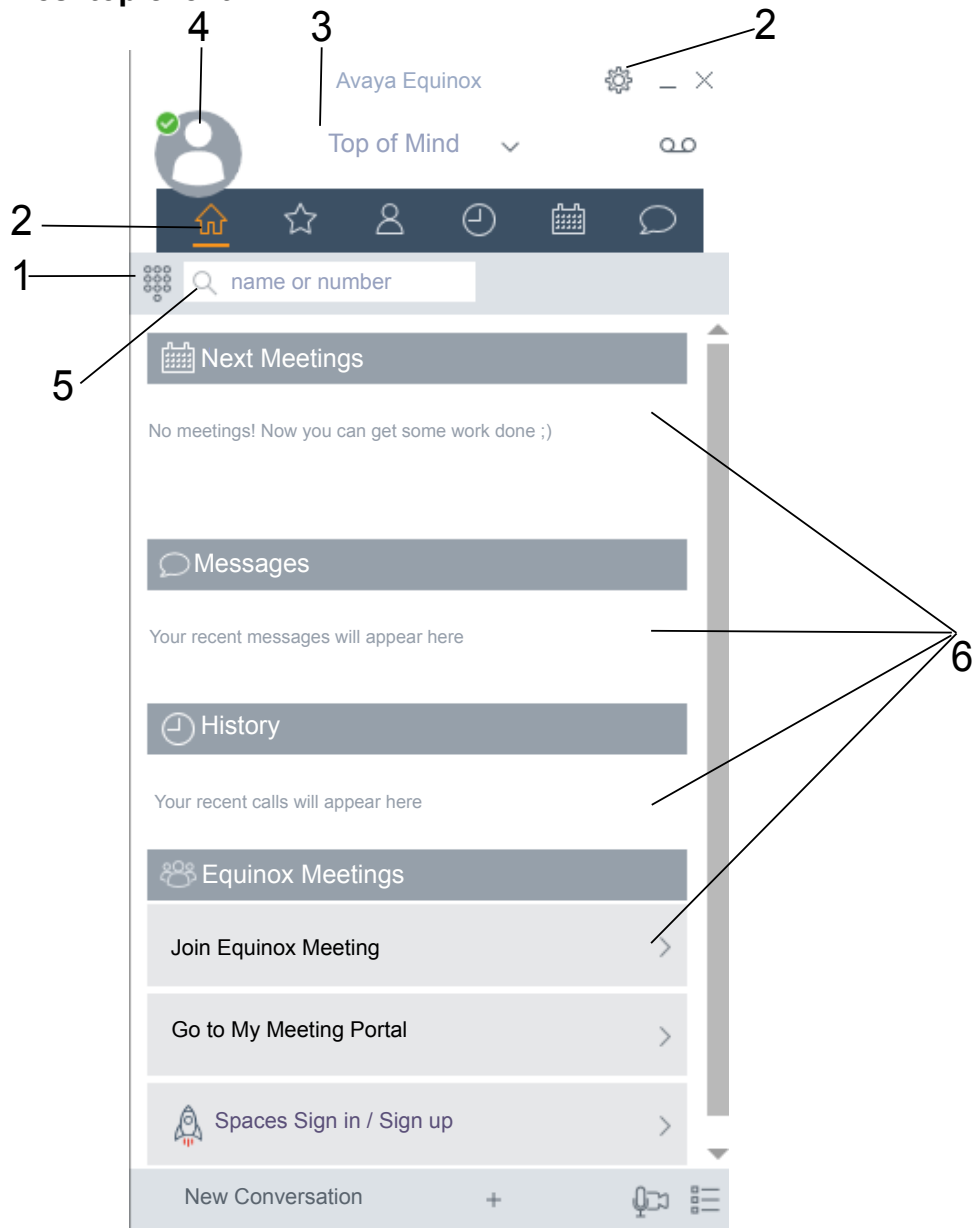 4 3 2
Avaya Equinox
Top of Mind
2
1
name or number
5
Next Meetings
No meetings! Now you can get some work done ;)
Messages
Your recent messages will appear here
6
History
Your recent calls will appear here
Equinox Meetings
Join Equinox Meeting
Go to My Meeting Portal
Spaces Sign in / Sign up
New Conversation +